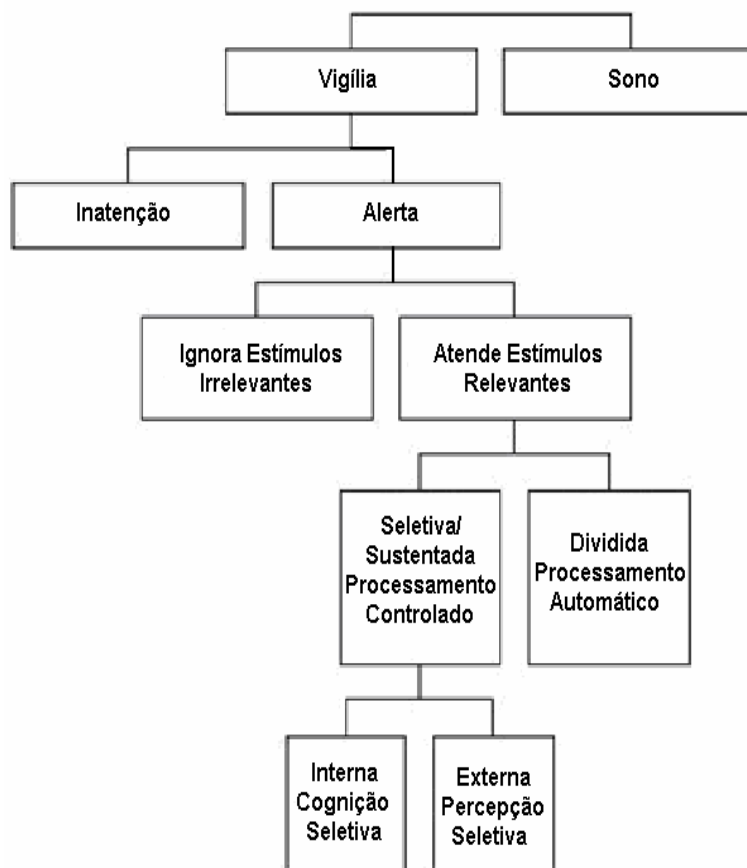 Vigília
Sono
Inatenção
Alerta
Ignora Estímulos
Irrelevantes
Atende Estímulos
Relevantes
Seletiva/
Sustentada
Processamento
Controlado
Dividida
Processamento
Automático
Interna
Cognição
Seletiva
Externa
Percepção
Seletiva